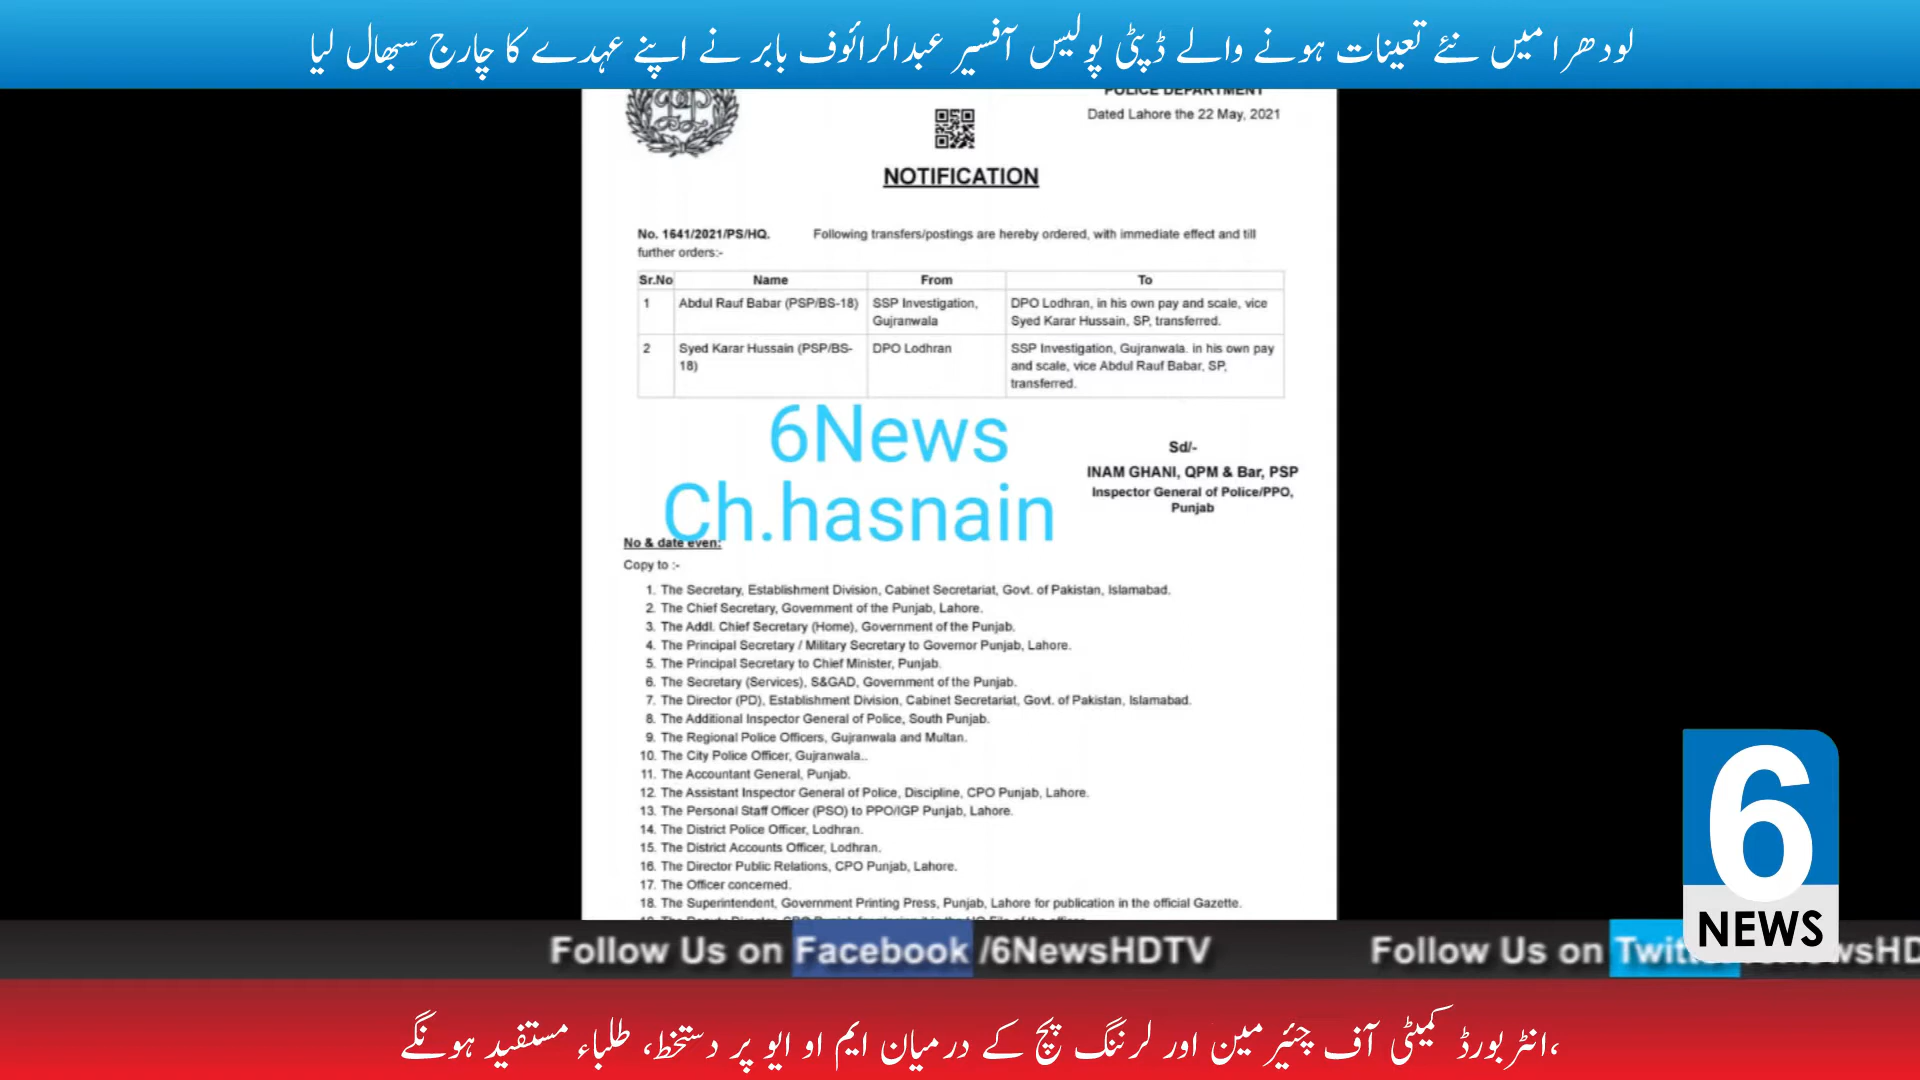 لودھرا میں نئے تعینات ہونے والے ڈپٹی پولیس آفسیر عبدالرائوف بابر نے اپنے عہدے کا چارج سبھال لیا
POLICE DEPARTMENT
Dated Lahore the 22 May, 2021
NOTIFICATION
No. 1641/2021/PS/HQ. Following transfers/postings are hereby ordered, with immediate effect and till
further orders:-
Sr.No Name From To
1 Abdul Rauf Babar (PSP/BS-18) SSP Investigation, DPO Lodhran, in his own pay and scale, vice
Gujranwala Syed Karar Hussain, SP, transferred.
2 Syed Karar Hussain (PSP/BS- DPO Lodhran SSP Investigation, Gujranwala. in his own pay
18) and scale, vice Abdul Rauf Babar, SP,
transferred.
6News
Ch.hasnain
Sd/-
INAM GHANI, QPM & Bar, PSP
Inspector General of Police/PPO,
Punjab
No & date even:
Copy to :-
1. The Secretary, Establishment Division, Cabinet Secretariat, Govt. of Pakistan, Islamabad.
2. The Chief Secretary, Government of the Punjab, Lahore.
3. The Addl. Chief Secretary (Home), Government of the Punjab.
4. The Principal Secretary / Military Secretary to Governor Punjab, Lahore.
5. The Principal Secretary to Chief Minister, Punjab.
6. The Secretary (Services), S&GAD, Government of the Punjab.
7. The Director (PD), Establishment Division, Cabinet Secretariat, Govt. of Pakistan, Islamabad.
8. The Additional Inspector General of Police, South Punjab.
9. The Regional Police Officers, Gujranwala and Multan.
10. The City Police Officer, Gujranwala..
11. The Accountant General, Punjab.
12. The Assistant Inspector General of Police, Discipline, CPO Punjab, Lahore.
13. The Personal Staff Officer (PSO) to PPO/IGP Punjab, Lahore.
14. The District Police Officer, Lodhran.
15. The District Accounts Officer, Lodhran.
16. The Director Public Relations, CPO Punjab, Lahore.
17. The Officer concerned.
18. The Superintendent, Government Printing Press, Punjab, Lahore for publication in the official Gazette.
6
NEWS
Follow Us on Facebook /6NewsHDTV Follow Us on
انٹربورڈ کمیٹی آف چئیرمین اور لرننگ پچ کے درمیان ایم او ایو پر دستخط، طلباء مستفید ہونگے،